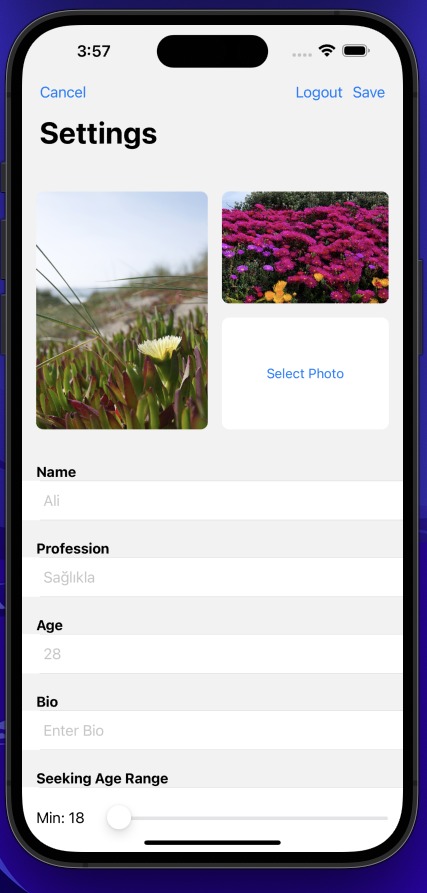 3:57
Cancel Logout Save
Settings
Select Photo
Name
Ali
Profession
Sağlıkla
Age
28
Bio
Enter Bio
Seeking Age Range
Min: 18